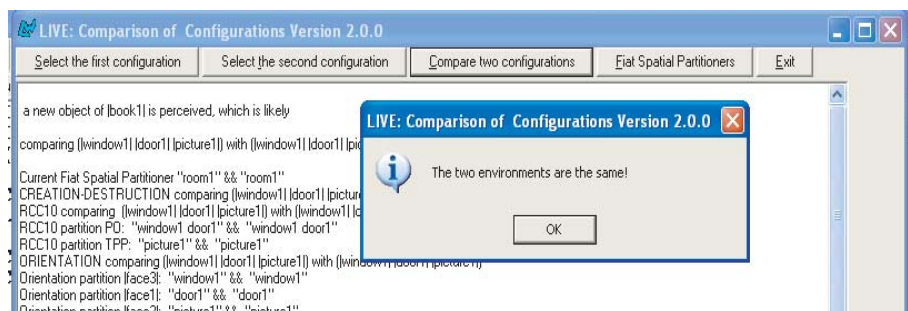 LIVE: Comparison of Configurations Version 2.0.0
Select the first configuration Select the second configuration Compare two configurations Fiat Spatial Partitioners Exit
a new object of |book1| is perceived, which is likely
comparing (|window1| |door1| |picture1|) with (|window1| |door1| |pic
Current Fiat Spatial Partitioner "room1" && "room1"
CREATION-DESTRUCTION comparing (|window1| |door1| |picture
RCC10 comparing (|window1| |door1| |picture1|) with (|window1| |do
RCC10 partition PO: "window1 door1" && "window1 door1"
RCC10 partition TPP: "picture1" && "picture1"
ORIENTATION comparing (|window1| |door1| |picture1|) with (|window1| |door1| |picture1|)
Orientation partition |face3|: "window1" && "window1"
Orientation partition |face1|: "door1" && "door1"
Orientation partition "picture1" && "picture1"
LIVE: Comparison of Configurations Version 2.0.0
The two environments are the same!
OK